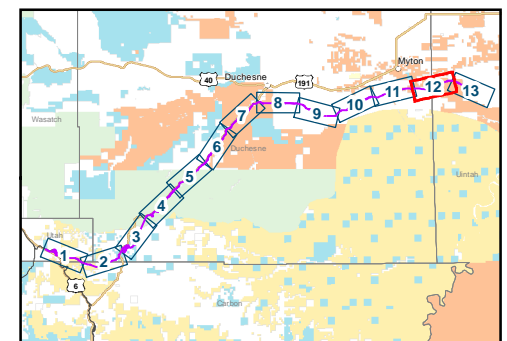 Myton
40
Duchesne
191
12
13
11
10
8
9
7
Wasatch
6
Duchesne
5
Uintah
4
3
Utah
1
2
6
Carbon